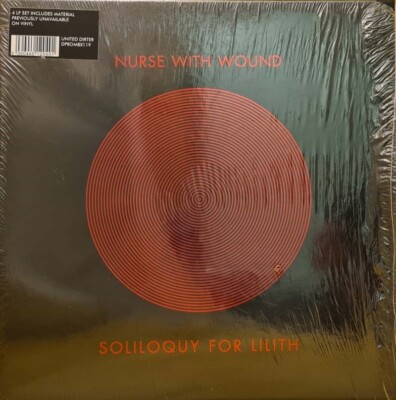 4 LP SET INCLUDES MATERIAL
PREVIOUSLY UNAVAILABLE
ON VINYL
UNITED DIRTER
DPROMBX119
NURSE WITH WOUND
SOLILOQUY FOR LILITH